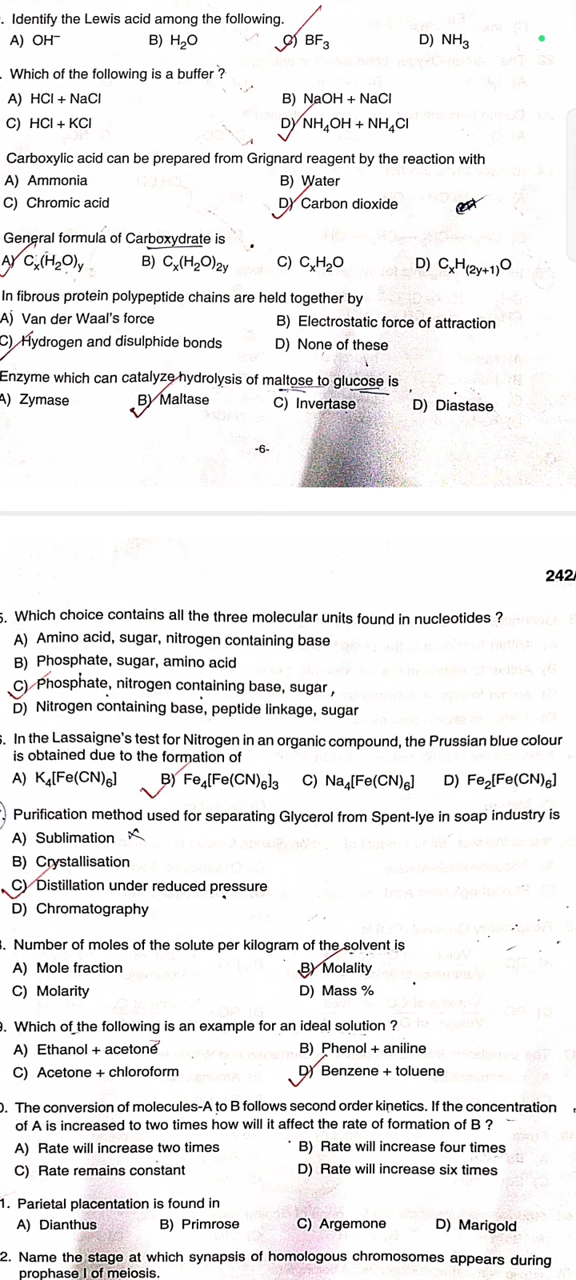 . Identify the Lewis acid among the following.
A) OH⁻ B) H₂O C) BF₃ D) NH₃
. Which of the following is a buffer ?
A) HCl + NaCl B) NaOH + NaCl
C) HCl + KCl D) NH₄OH + NH₄Cl
Carboxylic acid can be prepared from Grignard reagent by the reaction with
A) Ammonia B) Water
C) Chromic acid D) Carbon dioxide
General formula of Carboxydrate is
A) Cₓ(H₂O)ᵧ B) Cₓ(H₂O)₂ᵧ C) CₓH₂O D) CₓH₍₂ᵧ₊₁₎O
In fibrous protein polypeptide chains are held together by
A) Van der Waal's force B) Electrostatic force of attraction
C) Hydrogen and disulphide bonds D) None of these
Enzyme which can catalyze hydrolysis of maltose to glucose is
A) Zymase B) Maltase C) Invertase D) Diastase
-6-
242/
5. Which choice contains all the three molecular units found in nucleotides ?
A) Amino acid, sugar, nitrogen containing base
B) Phosphate, sugar, amino acid
C) Phosphate, nitrogen containing base, sugar,
D) Nitrogen containing base, peptide linkage, sugar
. In the Lassaigne's test for Nitrogen in an organic compound, the Prussian blue colour
is obtained due to the formation of
A) K₄[Fe(CN)₆] B) Fe₄[Fe(CN)₆]₃ C) Na₄[Fe(CN)₆] D) Fe₂[Fe(CN)₆]
. Purification method used for separating Glycerol from Spent-lye in soap industry is
A) Sublimation
B) Crystallisation
C) Distillation under reduced pressure
D) Chromatography
. Number of moles of the solute per kilogram of the solvent is
A) Mole fraction B) Molality
C) Molarity D) Mass %
9. Which of the following is an example for an ideal solution ?
A) Ethanol + acetone B) Phenol + aniline
C) Acetone + chloroform D) Benzene + toluene
0. The conversion of molecules-A to B follows second order kinetics. If the concentration
of A is increased to two times how will it affect the rate of formation of B ?
A) Rate will increase two times B) Rate will increase four times
C) Rate remains constant D) Rate will increase six times
1. Parietal placentation is found in
A) Dianthus B) Primrose C) Argemone D) Marigold
2. Name the stage at which synapsis of homologous chromosomes appears during
prophase I of meiosis.